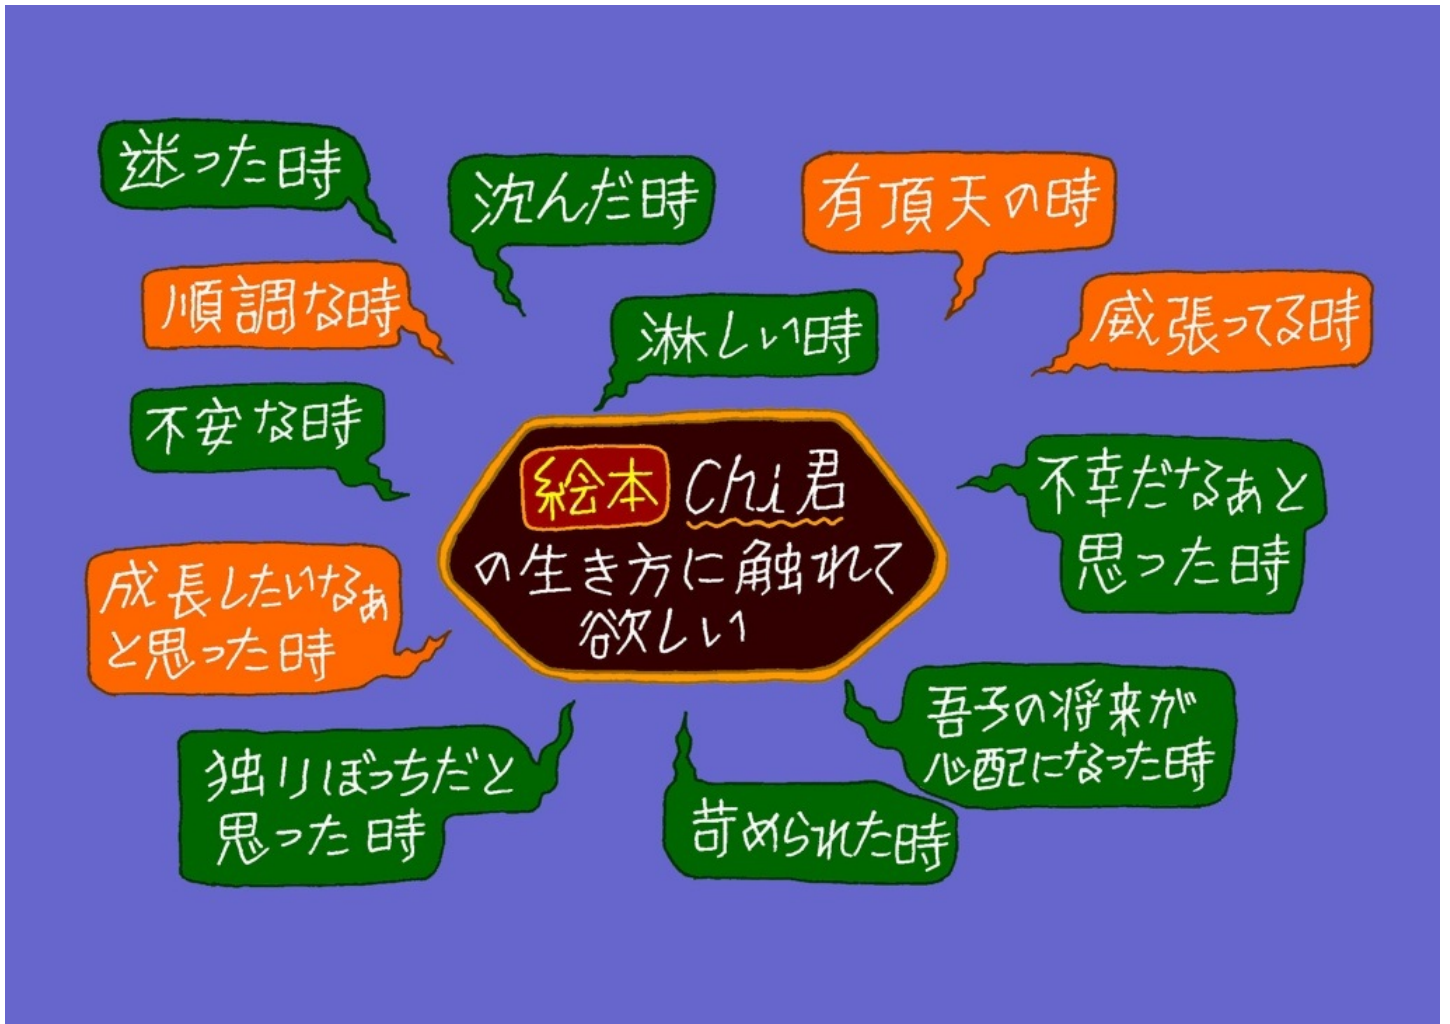 迷った時
沈んだ時
有頂天の時
順調な時
淋しい時
威張ってる時
不安な時
絵本 Chi君
の生き方に触れて
欲しい
不幸だなあと
思った時
成長したいなあ
と思った時
吾子の将来が
心配になった時
独りぼっちだと
思った時
苛められた時